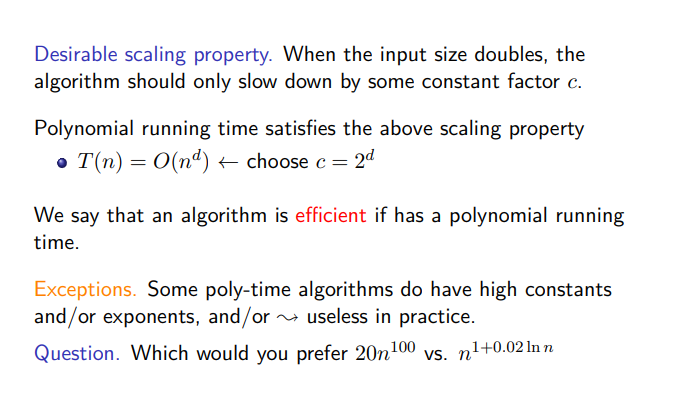 Desirable scaling property. When the input size doubles, the
algorithm should only slow down by some constant factor c.
Polynomial running time satisfies the above scaling property
T(n) = O(n^d) ← choose c = 2^d
We say that an algorithm is efficient if has a polynomial running
time.
Exceptions. Some poly-time algorithms do have high constants
and/or exponents, and/or ⤳ useless in practice.
Question. Which would you prefer 20n^100 vs. n^{1+0.02 ln n}